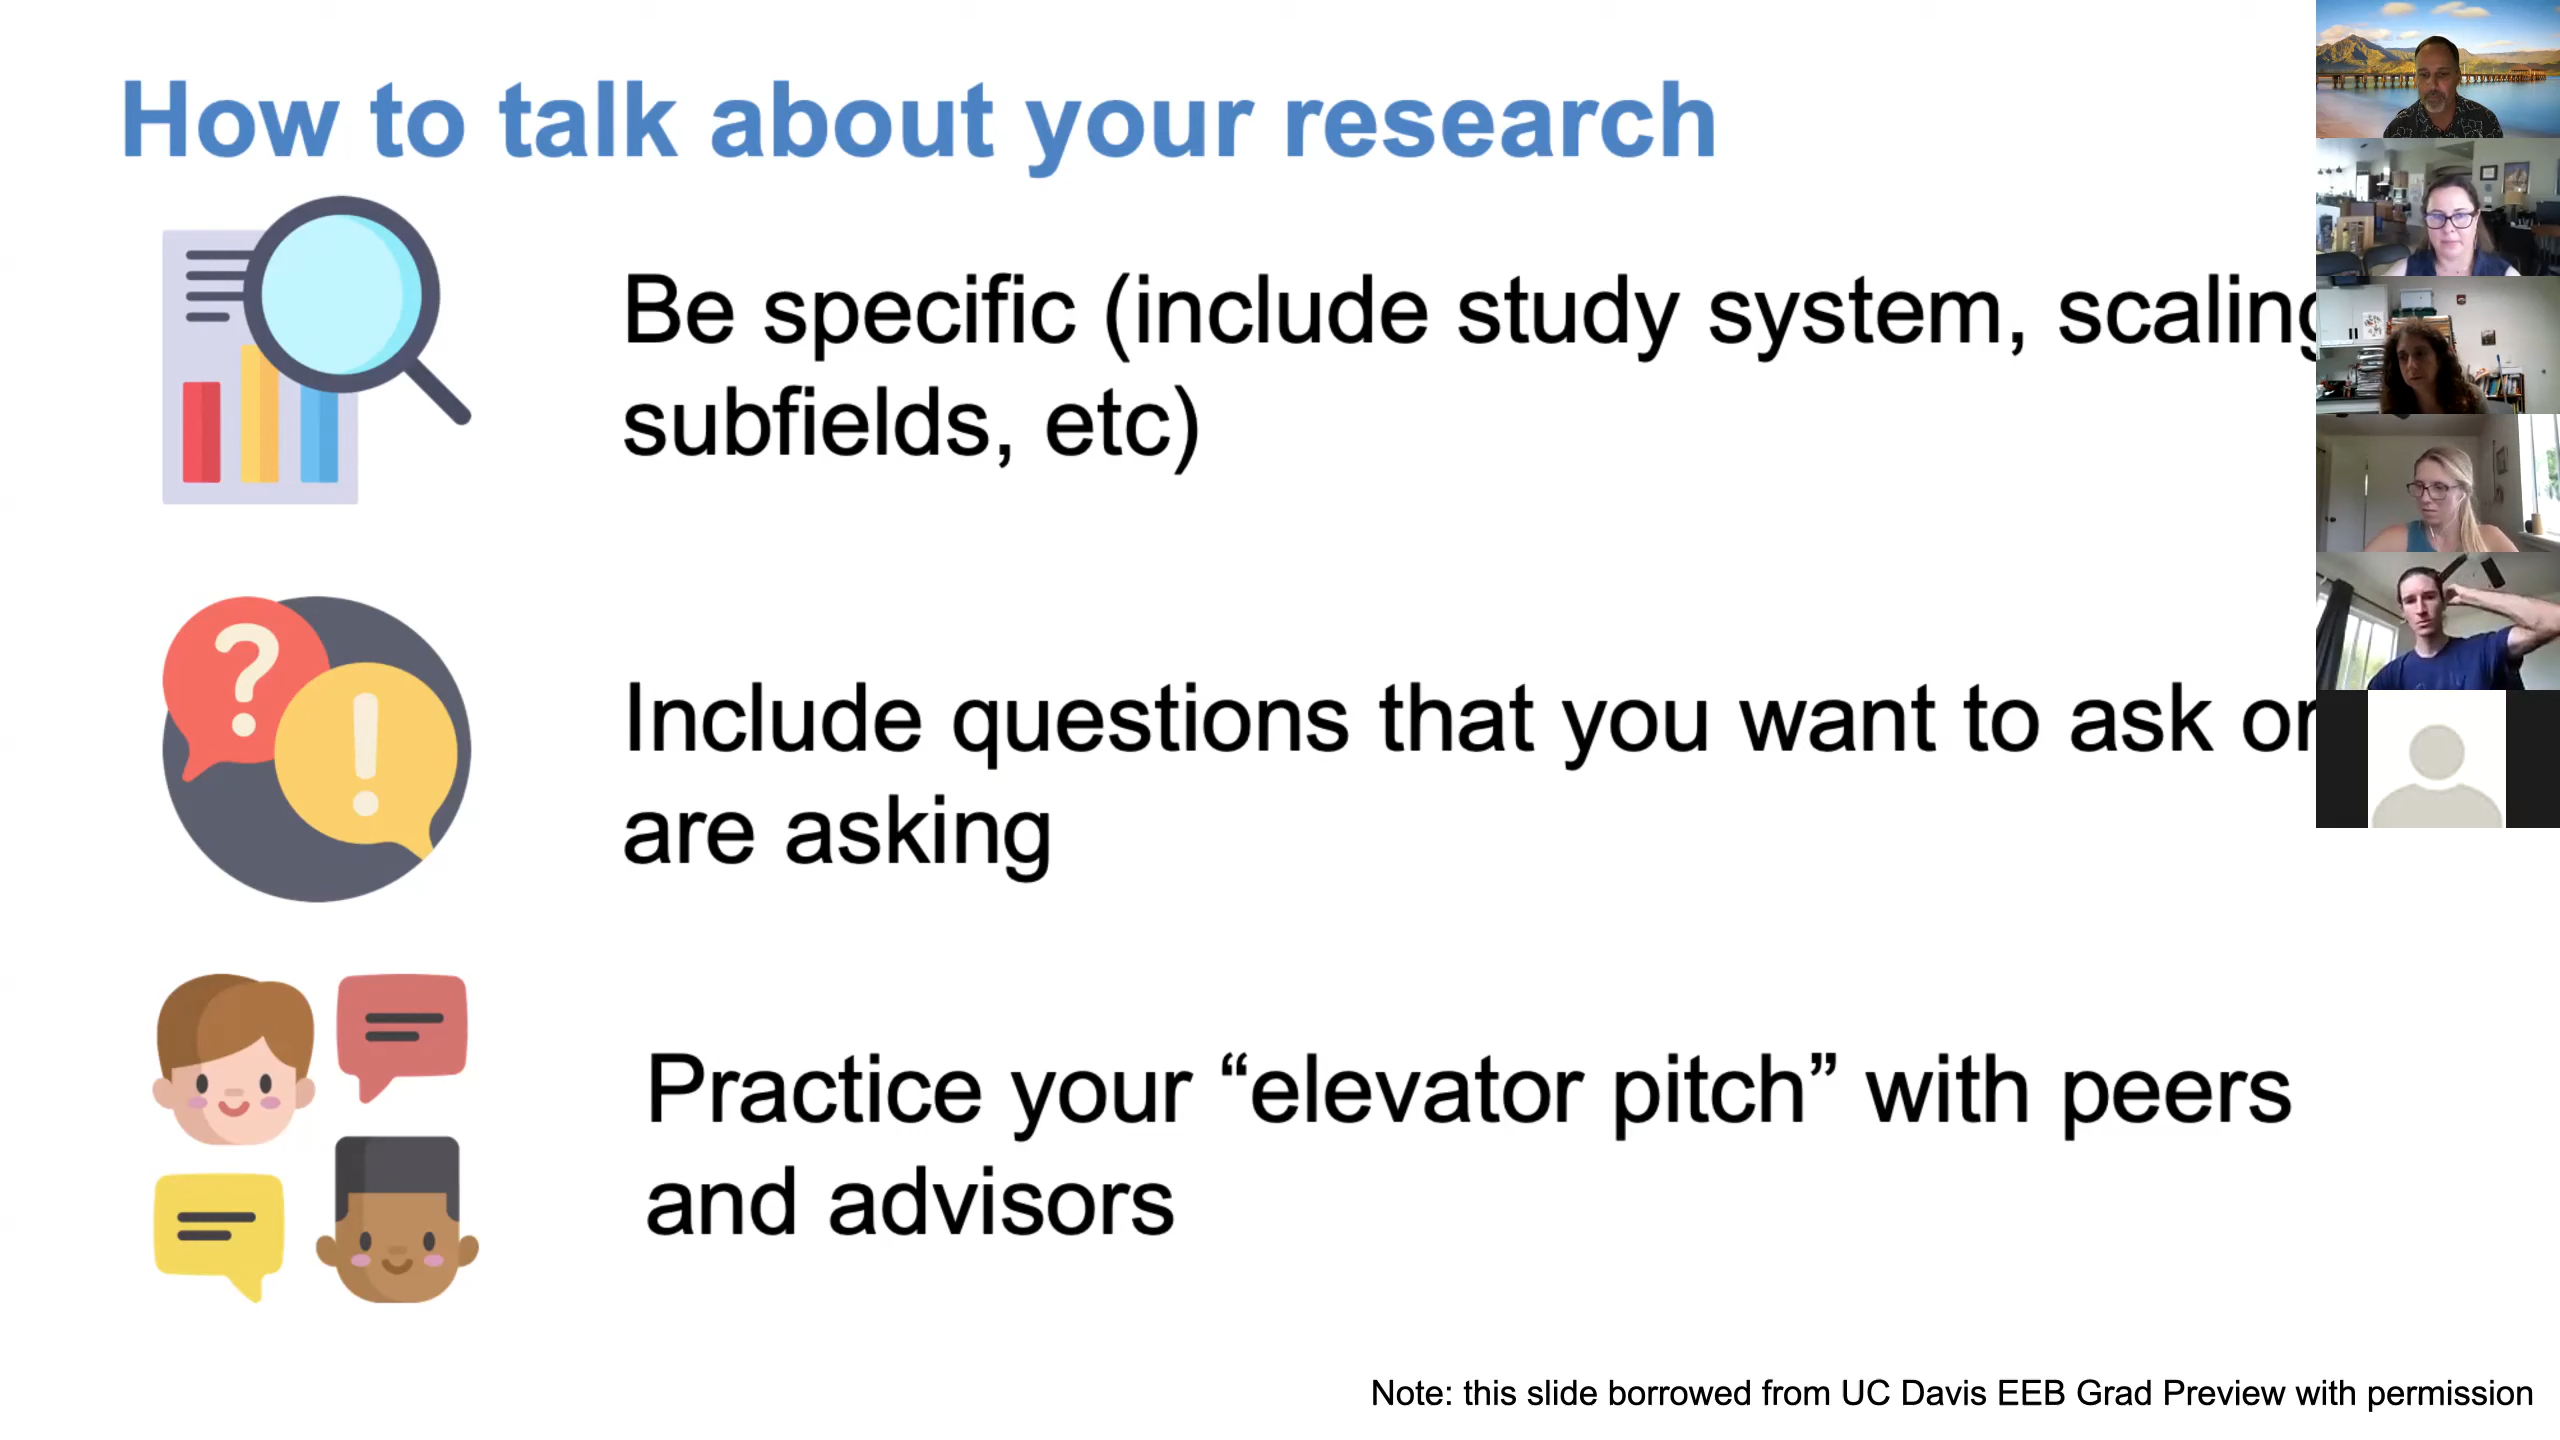 How to talk about your research
Be specific (include study system, scaling
subfields, etc)
Include questions that you want to ask or
are asking
Practice your “elevator pitch” with peers
and advisors
Note: this slide borrowed from UC Davis EEB Grad Preview with permission